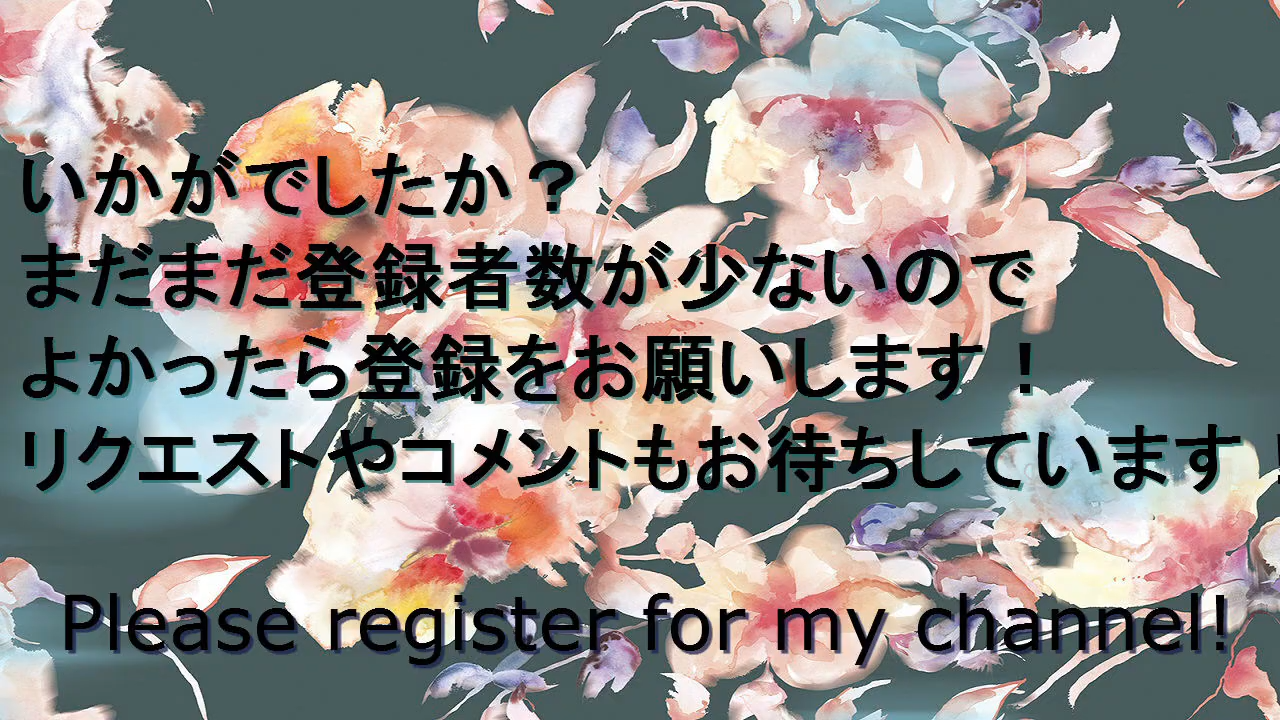 いかがでしたか？
まだまだ登録者数が少ないので
よかったら登録をお願いします！
リクエストやコメントもお待ちしています！
Please register for my channel!